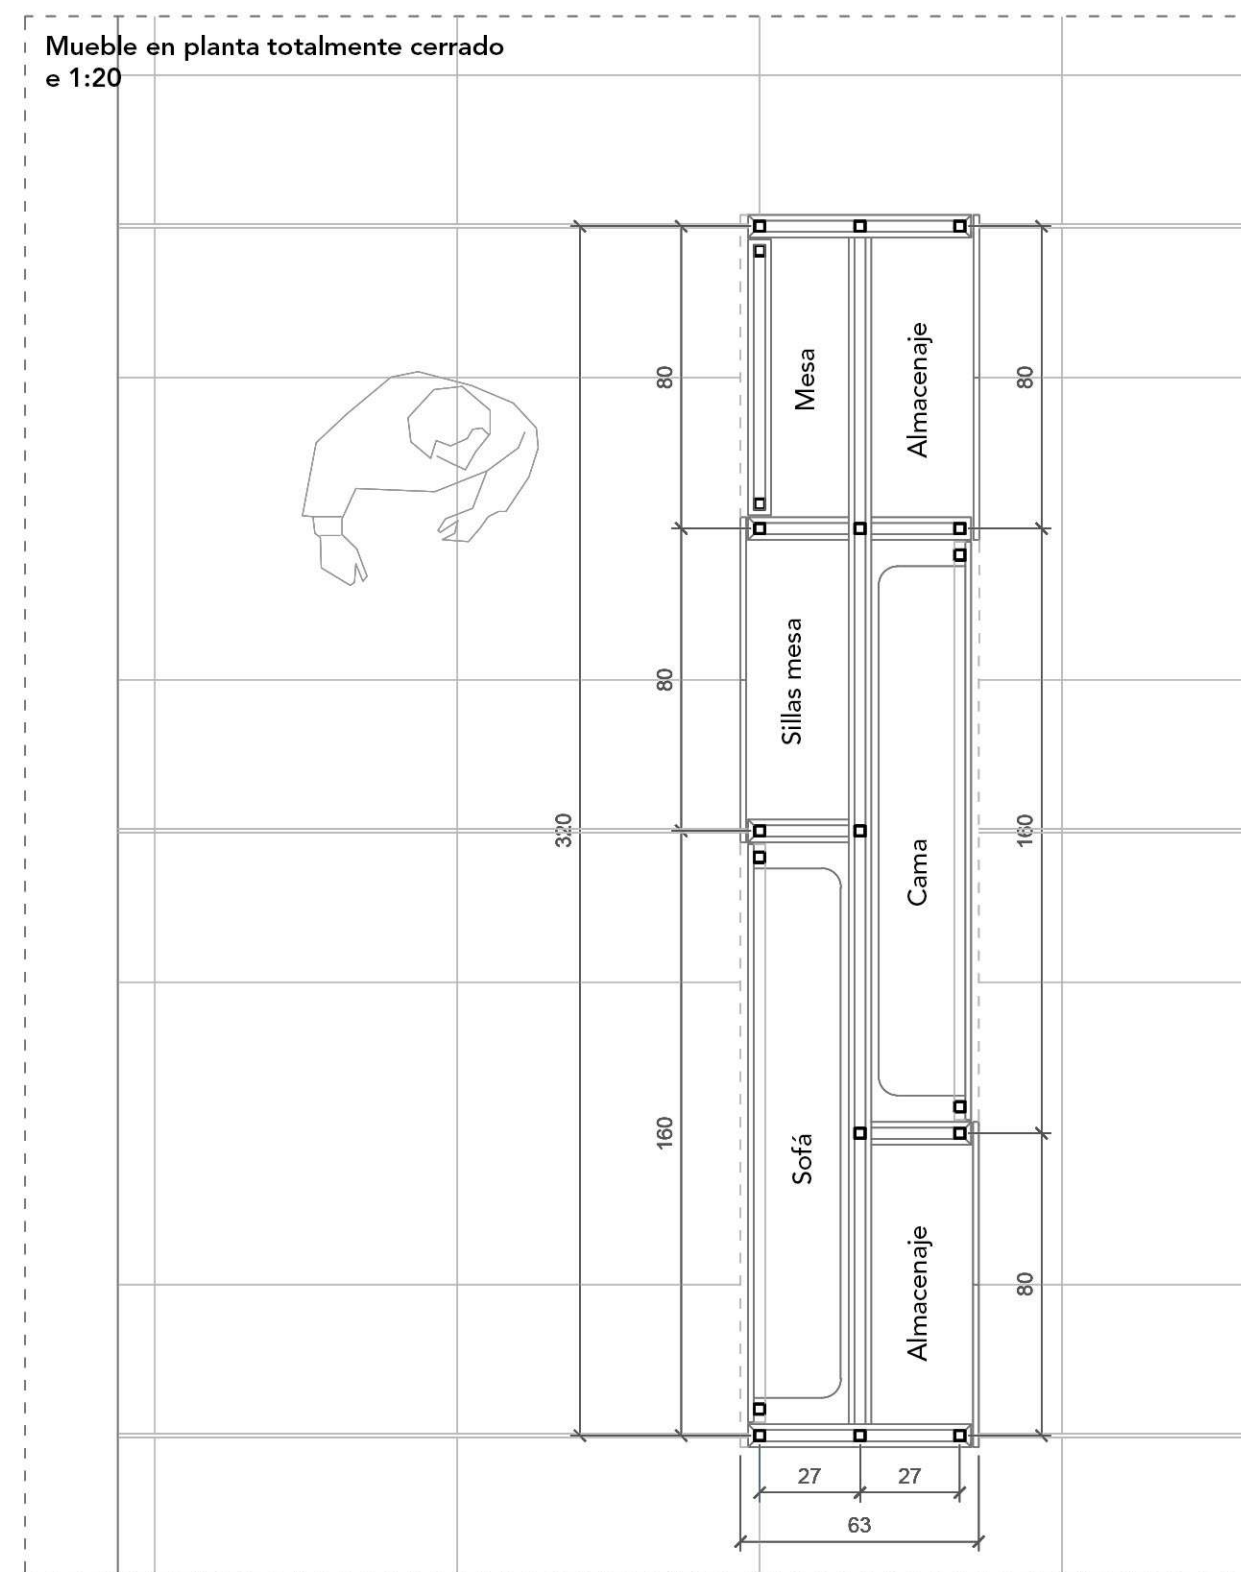 Mueble en planta totalmente cerrado
e 1:20
80
Mesa
Almacenaje
80
80
Sillas mesa
320
160
Cama
160
Sofá
Almacenaje
80
27
27
63